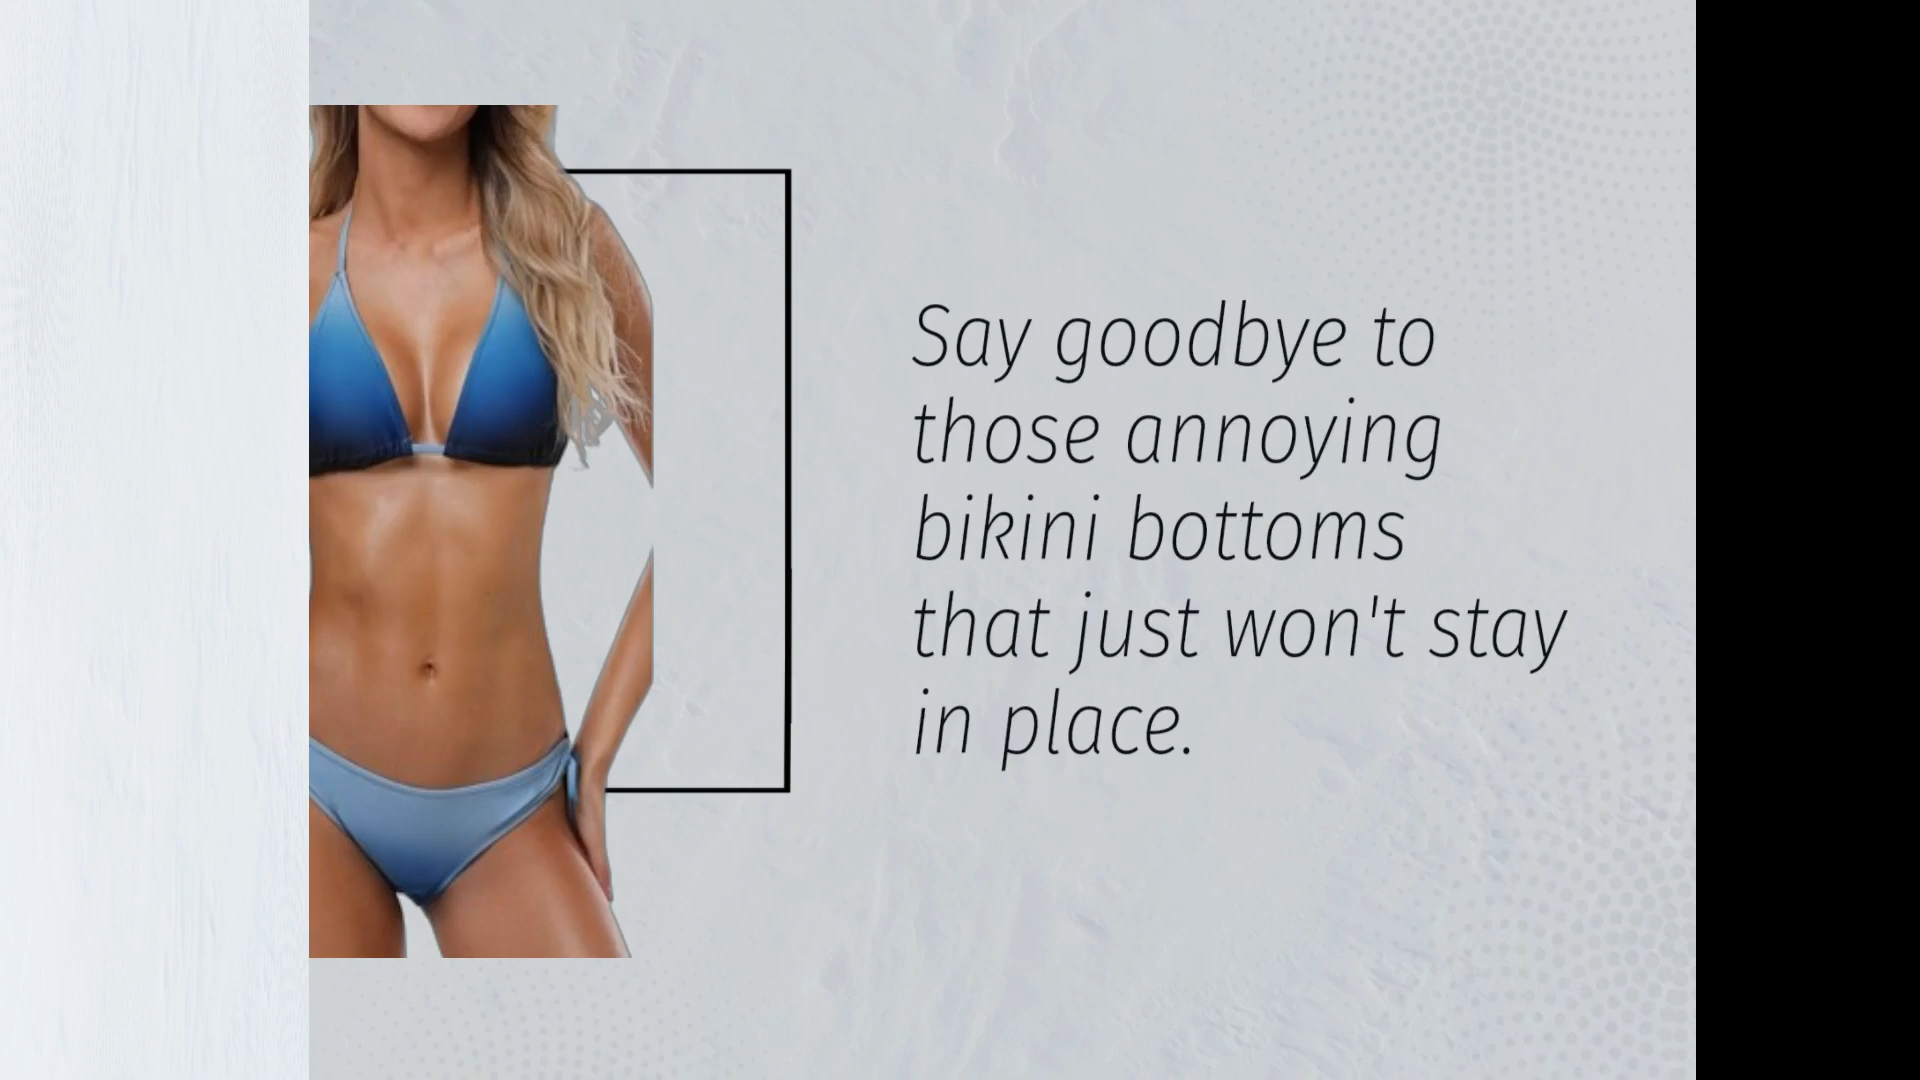 Say goodbye to
those annoying
bikini bottoms
that just won't stay
in place.